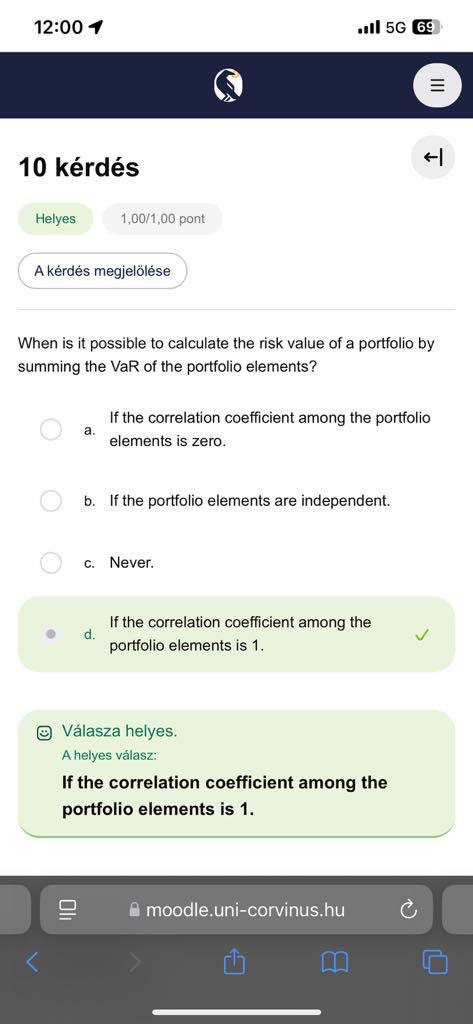 12:00
5G 69
10 kérdés
Helyes
1,00/1,00 pont
A kérdés megjelölése
When is it possible to calculate the risk value of a portfolio by
summing the VaR of the portfolio elements?
a. If the correlation coefficient among the portfolio
elements is zero.
b. If the portfolio elements are independent.
c. Never.
d. If the correlation coefficient among the
portfolio elements is 1.
Válasza helyes.
A helyes válasz:
If the correlation coefficient among the
portfolio elements is 1.
moodle.uni-corvinus.hu